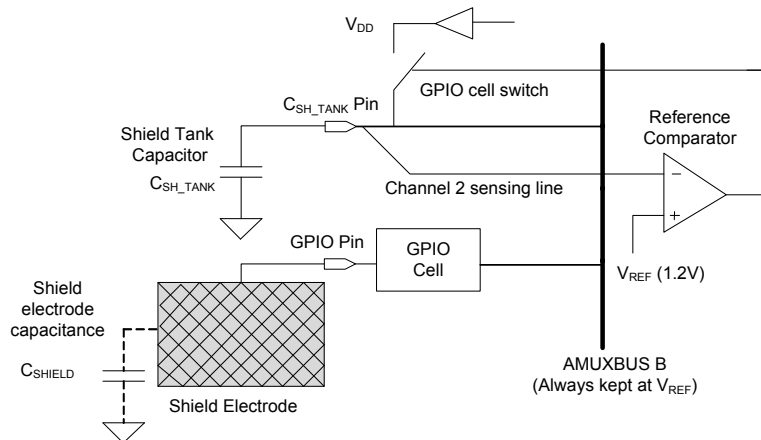 VDD
GPIO cell switch
CSH_TANK Pin
Reference
Comparator
Shield Tank
Capacitor
CSH_TANK
Channel 2 sensing line
−
+
GPIO Pin
GPIO
Cell
VREF (1.2V)
Shield
electrode
capacitance
CSHIELD
AMUXBUS B
(Always kept at VREF)
Shield Electrode